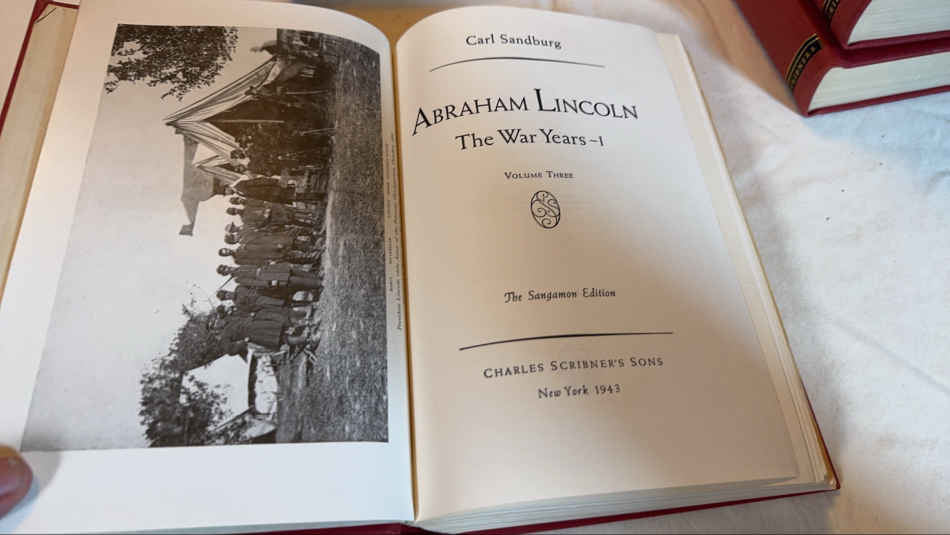 Carl Sandburg
ABRAHAM LINCOLN
The War Years ~ I
VOLUME THREE
The Sangamon Edition
CHARLES SCRIBNER'S SONS
New York 1943